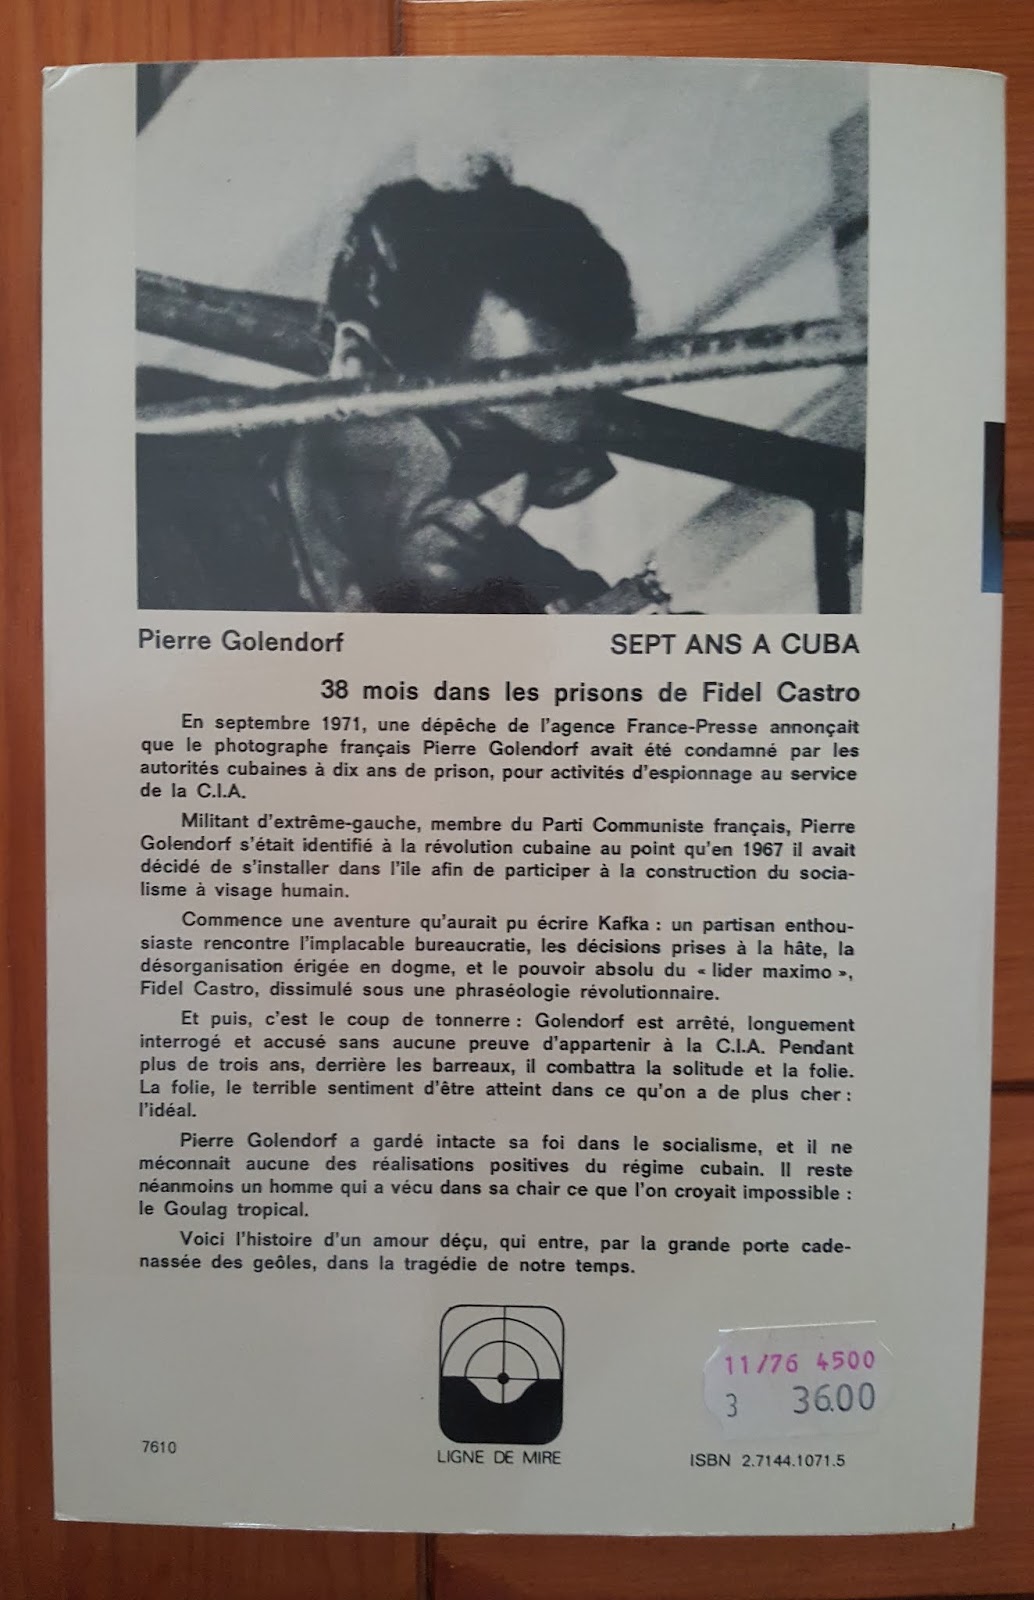 Pierre Golendorf
SEPT ANS A CUBA
38 mois dans les prisons de Fidel Castro
En septembre 1971, une dépêche de l'agence France-Presse annonçait
que le photographe français Pierre Golendorf avait été condamné par les
autorités cubaines à dix ans de prison, pour activités d'espionnage au service
de la C.I.A.
Militant d'extrême-gauche, membre du Parti Communiste français, Pierre
Golendorf s'était identifié à la révolution cubaine au point qu'en 1967 il avait
décidé de s'installer dans l'île afin de participer à la construction du socia-
lisme à visage humain.
Commence une aventure qu'aurait pu écrire Kafka : un partisan enthou-
siaste rencontre l'implacable bureaucratie, les décisions prises à la hâte, la
désorganisation érigée en dogme, et le pouvoir absolu du « lider maximo »,
Fidel Castro, dissimulé sous une phraséologie révolutionnaire.
Et puis, c'est le coup de tonnerre : Golendorf est arrêté, longuement
interrogé et accusé sans aucune preuve d'appartenir à la C.I.A. Pendant
plus de trois ans, derrière les barreaux, il combattra la solitude et la folie.
La folie, le terrible sentiment d'être atteint dans ce qu'on a de plus cher :
l'idéal.
Pierre Golendorf a gardé intacte sa foi dans le socialisme, et il ne
méconnait aucune des réalisations positives du régime cubain. Il reste
néanmoins un homme qui a vécu dans sa chair ce que l'on croyait impossible :
le Goulag tropical.
Voici l'histoire d'un amour déçu, qui entre, par la grande porte cade-
nassée des geôles, dans la tragédie de notre temps.
11/76 4500
3 36.00
7610
LIGNE DE MIRE
ISBN 2.7144.1071.5